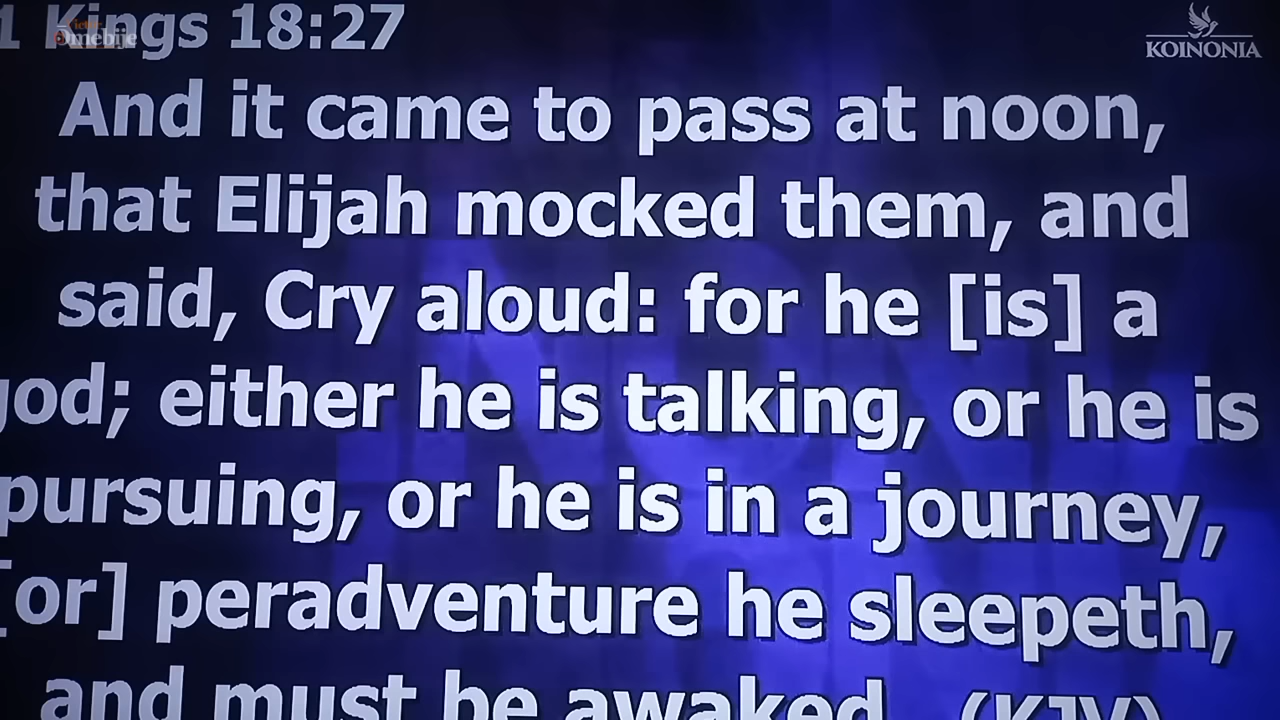 1 Kings 18:27
Omebije
KOINONIA
And it came to pass at noon,
that Elijah mocked them, and
said, Cry aloud: for he [is] a
god; either he is talking, or he is
pursuing, or he is in a journey,
[or] peradventure he sleepeth,
and must be awaked. (KJV)